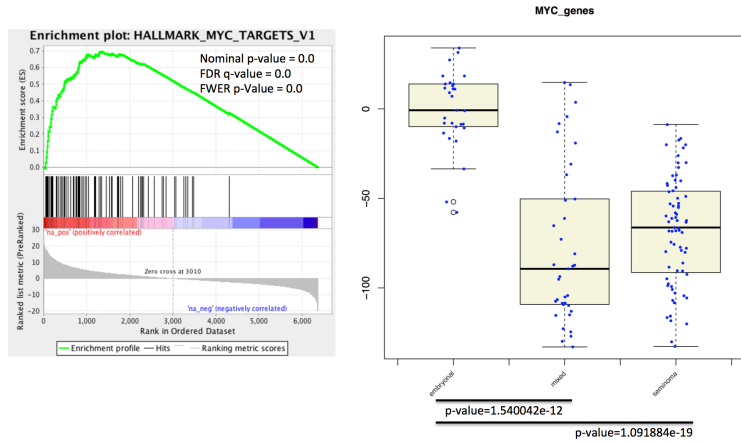 Enrichment plot: HALLMARK_MYC_TARGETS_V1
Nominal p-value = 0.0
FDR q-value = 0.0
FWER p-Value = 0.0
Enrichment score (ES)
0.7
0.6
0.5
0.4
0.3
0.2
0.1
0.0
'na_pos' (positively correlated)
Zero cross at 3010
'na_neg' (negatively correlated)
Ranked list metric (PreRanked)
30
20
10
0
-10
-20
0 1,000 2,000 3,000 4,000 5,000 6,000
Rank in Ordered Dataset
Enrichment profile Hits Ranking metric scores
MYC_genes
0
−50
−100
embryonal mixed seminoma
p-value=1.540042e-12
p-value=1.091884e-19